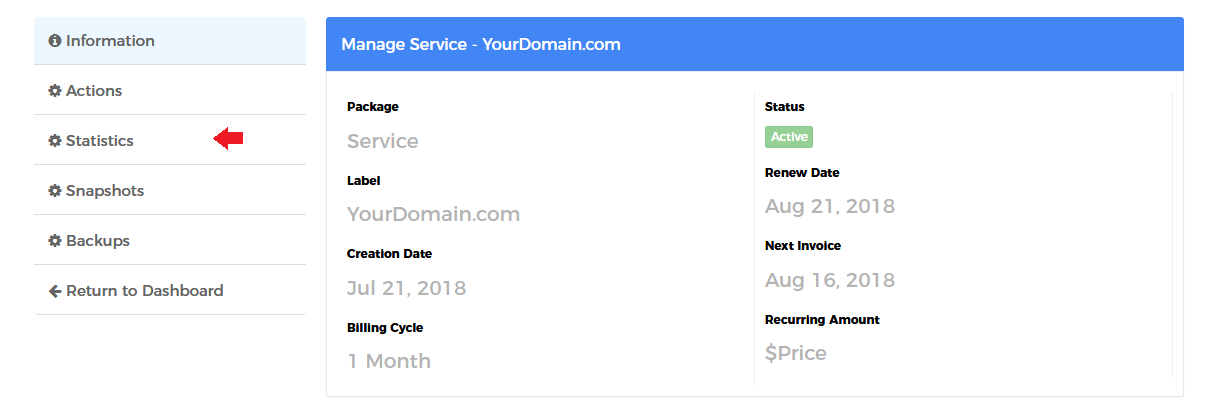 Information
Actions
Statistics
Snapshots
Backups
Return to Dashboard
Manage Service - YourDomain.com
Package
Service
Label
YourDomain.com
Creation Date
Jul 21, 2018
Billing Cycle
1 Month
Status
Active
Renew Date
Aug 21, 2018
Next Invoice
Aug 16, 2018
Recurring Amount
$Price